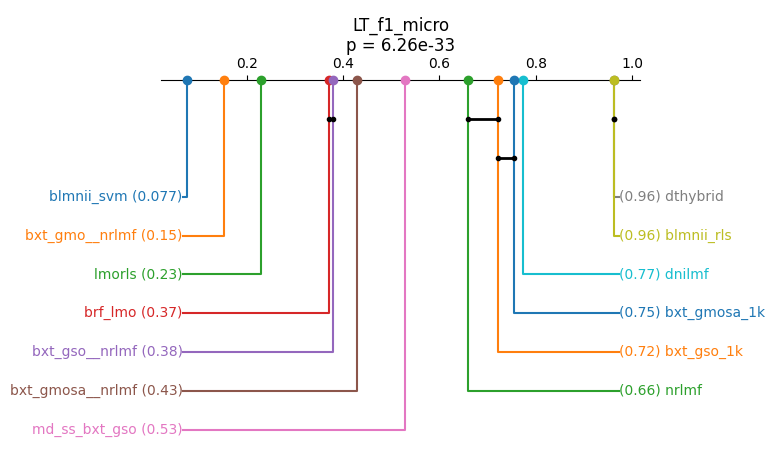 LT_f1_micro
p = 6.26e-33
0.2 0.4 0.6 0.8 1.0
blmnii_svm (0.077)
(0.96) dthybrid
bxt_gmo__nrlmf (0.15)
(0.96) blmnii_rls
lmorls (0.23)
(0.77) dnilmf
brf_lmo (0.37)
(0.75) bxt_gmosa_1k
bxt_gso__nrlmf (0.38)
(0.72) bxt_gso_1k
bxt_gmosa__nrlmf (0.43)
(0.66) nrlmf
md_ss_bxt_gso (0.53)